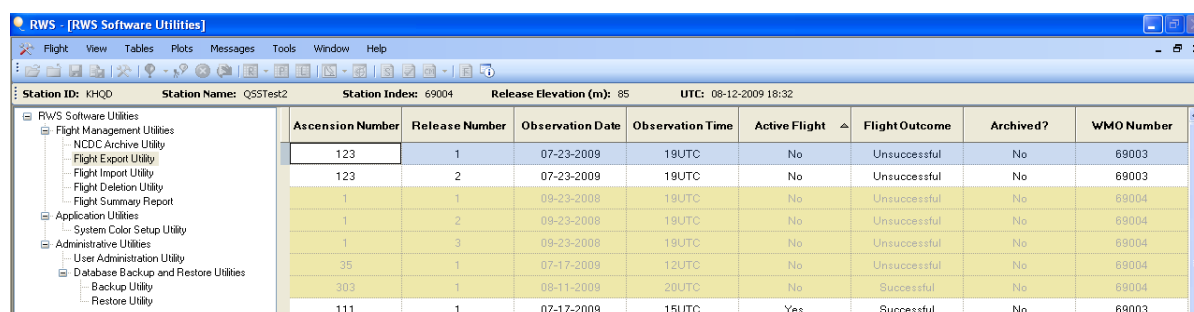 RWS - [RWS Software Utilities]
Flight View Tables Plots Messages Tools Window Help
Station ID: KHQD Station Name: QSSTest2 Station Index: 69004 Release Elevation (m): 85 UTC: 08-12-2009 18:32
RWS Software Utilities
Flight Management Utilities
NCDC Archive Utility
Flight Export Utility
Flight Import Utility
Flight Deletion Utility
Flight Summary Report
Application Utilities
System Color Setup Utility
Administrative Utilities
User Administration Utility
Database Backup and Restore Utilities
Backup Utility
Restore Utility
Ascension Number Release Number Observation Date Observation Time Active Flight Flight Outcome Archived? WMO Number
123 1 07-23-2009 19UTC No Unsuccessful No 69003
123 2 07-23-2009 19UTC No Unsuccessful No 69003
1 1 09-23-2008 19UTC No Unsuccessful No 69004
1 2 09-23-2008 19UTC No Unsuccessful No 69004
1 3 09-23-2008 19UTC No Unsuccessful No 69004
35 1 07-17-2009 12UTC No Unsuccessful No 69004
303 1 08-11-2009 20UTC No Successful No 69004
111 1 07-17-2009 15UTC Yes Successful No 69003